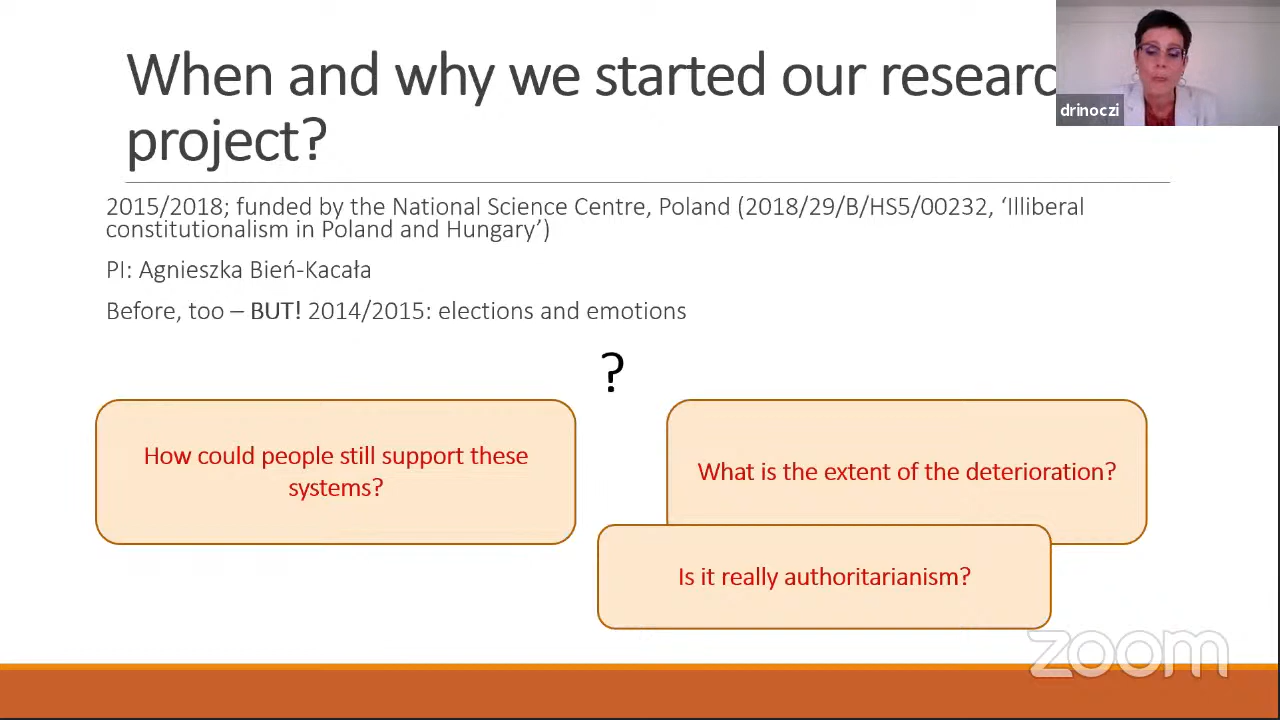 When and why we started our researc
project?
drinoczi
2015/2018; funded by the National Science Centre, Poland (2018/29/B/HS5/00232, ‘Illiberal
constitutionalism in Poland and Hungary’)
PI: Agnieszka Bień-Kacała
Before, too – BUT! 2014/2015: elections and emotions
?
How could people still support these
systems?
What is the extent of the deterioration?
Is it really authoritarianism?
zoom